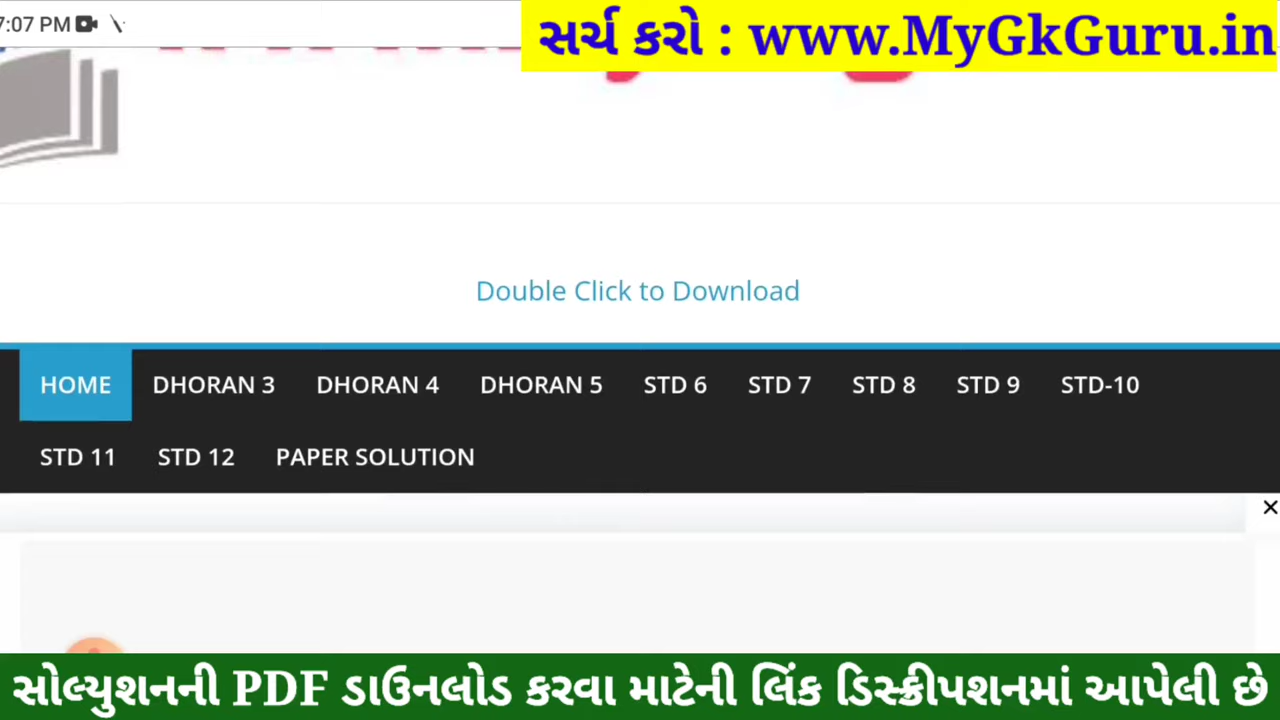 7:07 PM
સર્ચ કરો : www.MyGkGuru.in
Double Click to Download
HOME DHORAN 3 DHORAN 4 DHORAN 5 STD 6 STD 7 STD 8 STD 9 STD-10
STD 11 STD 12 PAPER SOLUTION
સોલ્યુશનની PDF ડાઉનલોડ કરવા માટેની લિંક ડિસ્ક્રીપશનમાં આપેલી છે